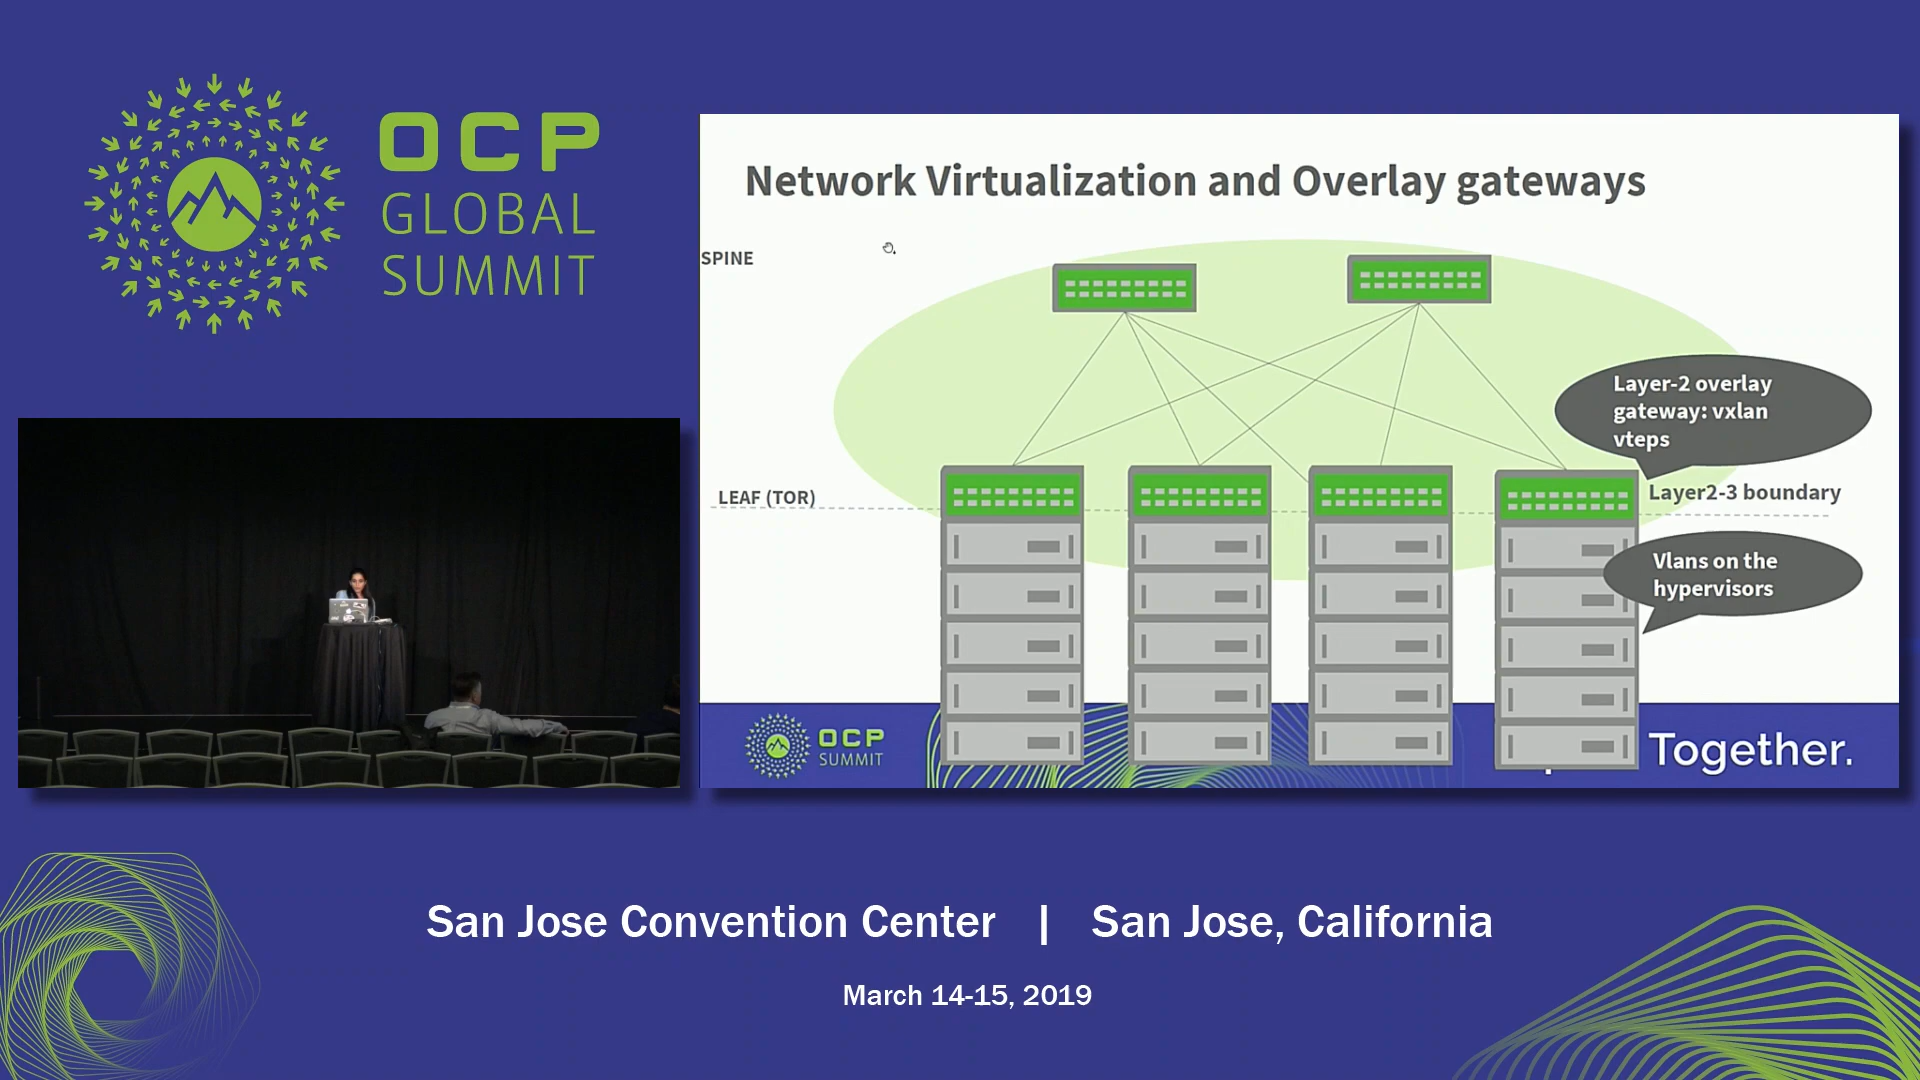 OCP
GLOBAL
SUMMIT
Network Virtualization and Overlay gateways
SPINE
Layer-2 overlay
gateway: vxlan
vteps
LEAF (TOR)
Layer2-3 boundary
Vlans on the
hypervisors
OCP
SUMMIT
Together.
San Jose Convention Center | San Jose, California
March 14-15, 2019